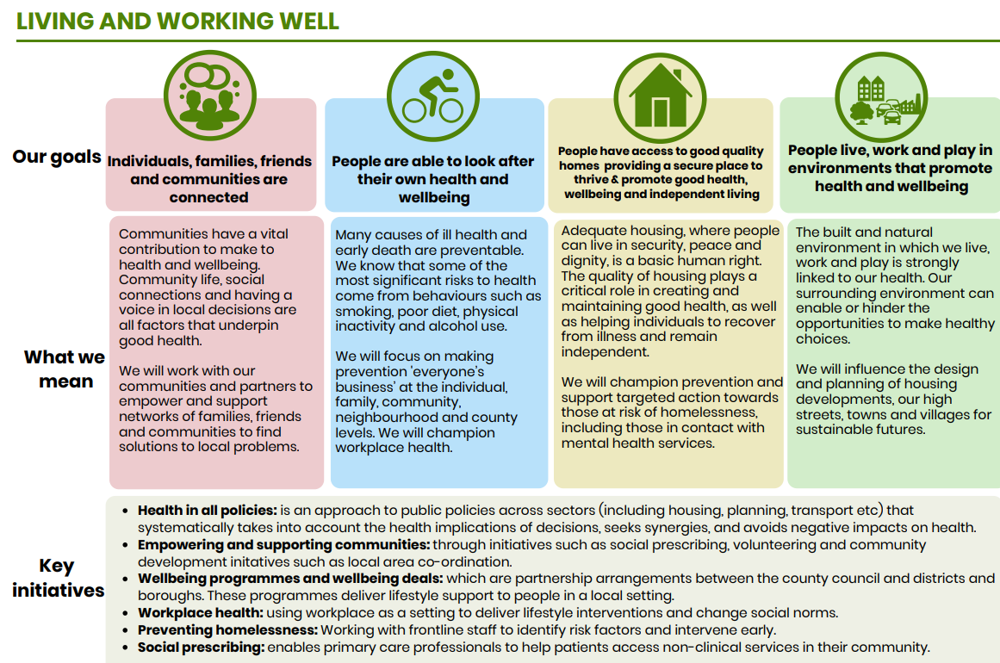 LIVING AND WORKING WELL
Our goals
Individuals, families, friends
and communities are
connected
People are able to look after
their own health and
wellbeing
People have access to good quality
homes providing a secure place to
thrive & promote good health,
wellbeing and independent living
People live, work and play in
environments that promote
health and wellbeing
What we
mean
Communities have a vital
contribution to make to
health and wellbeing.
Community life, social
connections and having a
voice in local decisions are
all factors that underpin
good health.
We will work with our
communities and partners to
empower and support
networks of families, friends
and communities to find
solutions to local problems.
Many causes of ill health and
early death are preventable.
We know that some of the
most significant risks to health
come from behaviours such as
smoking, poor diet, physical
inactivity and alcohol use.
We will focus on making
prevention 'everyone's
business' at the individual,
family, community,
neighbourhood and county
levels. We will champion
workplace health.
Adequate housing, where people
can live in security, peace and
dignity, is a basic human right.
The quality of housing plays a
critical role in creating and
maintaining good health, as well
as helping individuals to recover
from illness and remain
independent.
We will champion prevention and
support targeted action towards
those at risk of homelessness,
including those in contact with
mental health services.
The built and natural
environment in which we live,
work and play is strongly
linked to our health. Our
surrounding environment can
enable or hinder the
opportunities to make healthy
choices.
We will influence the design
and planning of housing
developments, our high
streets, towns and villages for
sustainable futures.
Key
initiatives
• Health in all policies: is an approach to public policies across sectors (including housing, planning, transport etc) that
systematically takes into account the health implications of decisions, seeks synergies, and avoids negative impacts on health.
• Empowering and supporting communities: through initiatives such as social prescribing, volunteering and community
development initatives such as local area co-ordination.
• Wellbeing programmes and wellbeing deals: which are partnership arrangements between the county council and districts and
boroughs. These programmes deliver lifestyle support to people in a local setting.
• Workplace health: using workplace as a setting to deliver lifestyle interventions and change social norms.
• Preventing homelessness: Working with frontline staff to identify risk factors and intervene early.
• Social prescribing: enables primary care professionals to help patients access non-clinical services in their community.